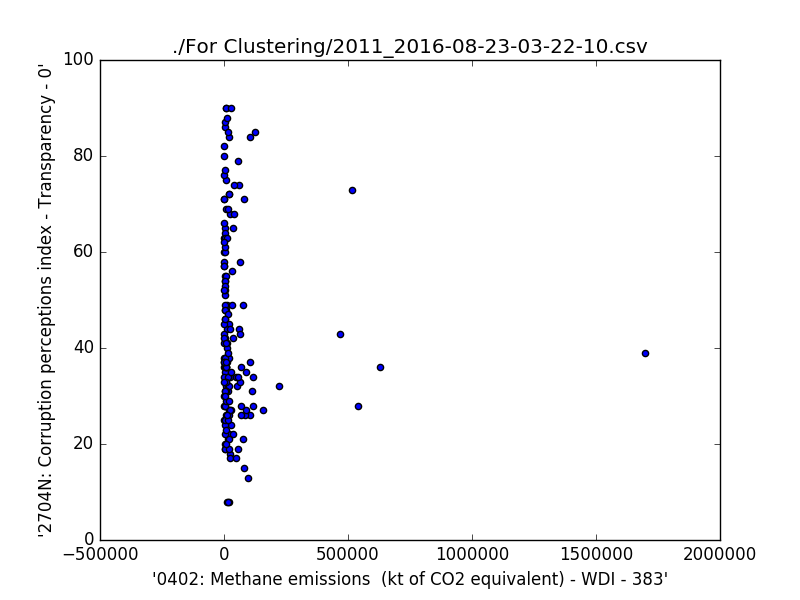 ./For Clustering/2011_2016-08-23-03-22-10.csv
100
80
60
40
20
0
'2704N: Corruption perceptions index - Transparency - 0'
−500000 0 500000 1000000 1500000 2000000
'0402: Methane emissions  (kt of CO2 equivalent) - WDI - 383'